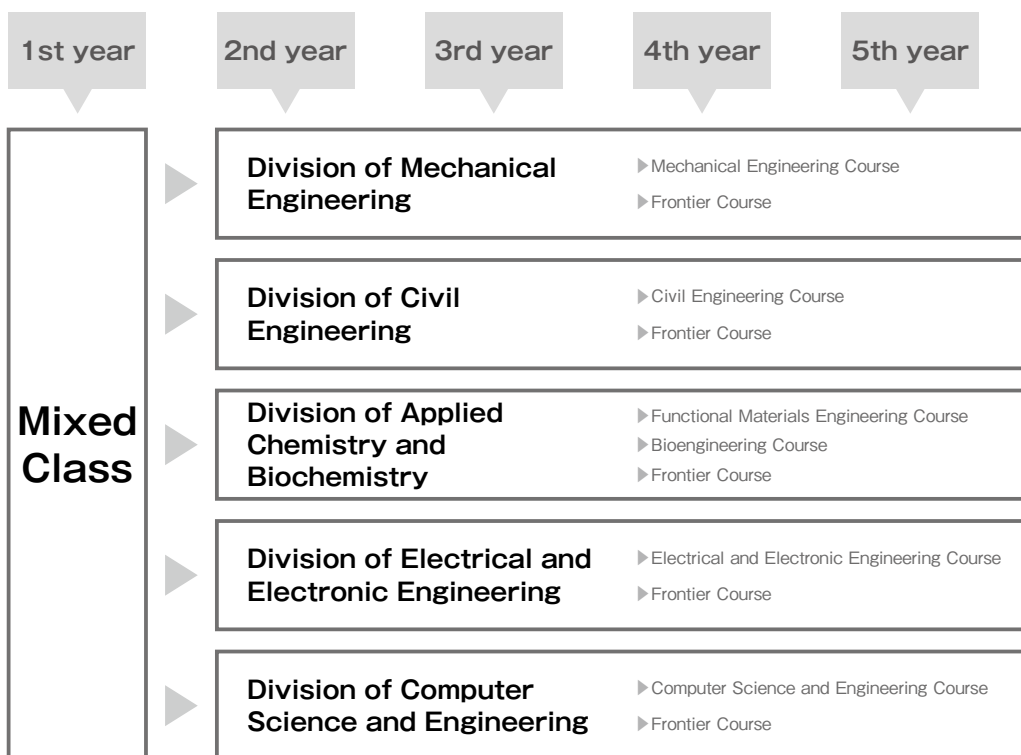 1st year
2nd year
3rd year
4th year
5th year
Mixed
Class
Division of Mechanical
Engineering
▶Mechanical Engineering Course
▶Frontier Course
Division of Civil
Engineering
▶Civil Engineering Course
▶Frontier Course
Division of Applied
Chemistry and
Biochemistry
▶Functional Materials Engineering Course
▶Bioengineering Course
▶Frontier Course
Division of Electrical and
Electronic Engineering
▶Electrical and Electronic Engineering Course
▶Frontier Course
Division of Computer
Science and Engineering
▶Computer Science and Engineering Course
▶Frontier Course